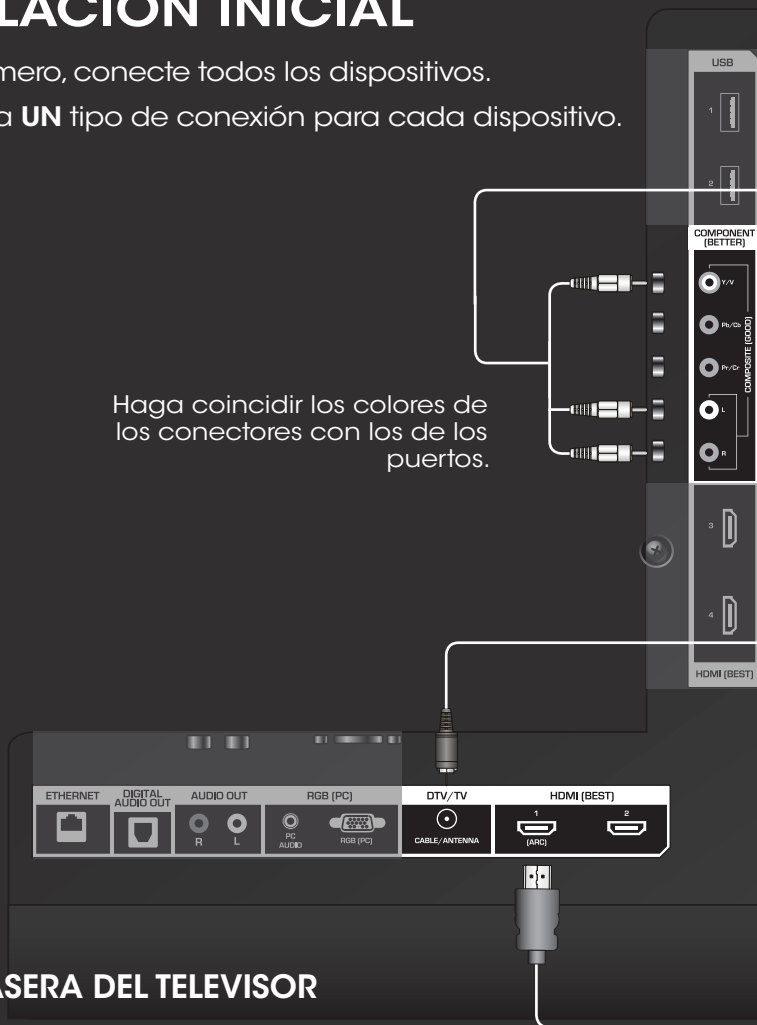 LACIÓN INICIAL
mero, conecte todos los dispositivos.
a UN tipo de conexión para cada dispositivo.
USB
1
2
COMPONENT
(BETTER)
Y/V
Pb/Cb
Pr/Cr
L
R
COMPOSITE (GOOD)
Haga coincidir los colores de
los conectores con los de los
puertos.
3
4
HDMI (BEST)
ETHERNET
DIGITAL
AUDIO OUT
AUDIO OUT
R L
RGB (PC)
PC
AUDIO
RGB (PC)
DTV/TV
CABLE/ANTENNA
HDMI (BEST)
1 2
(ARC)
ASERA DEL TELEVISOR